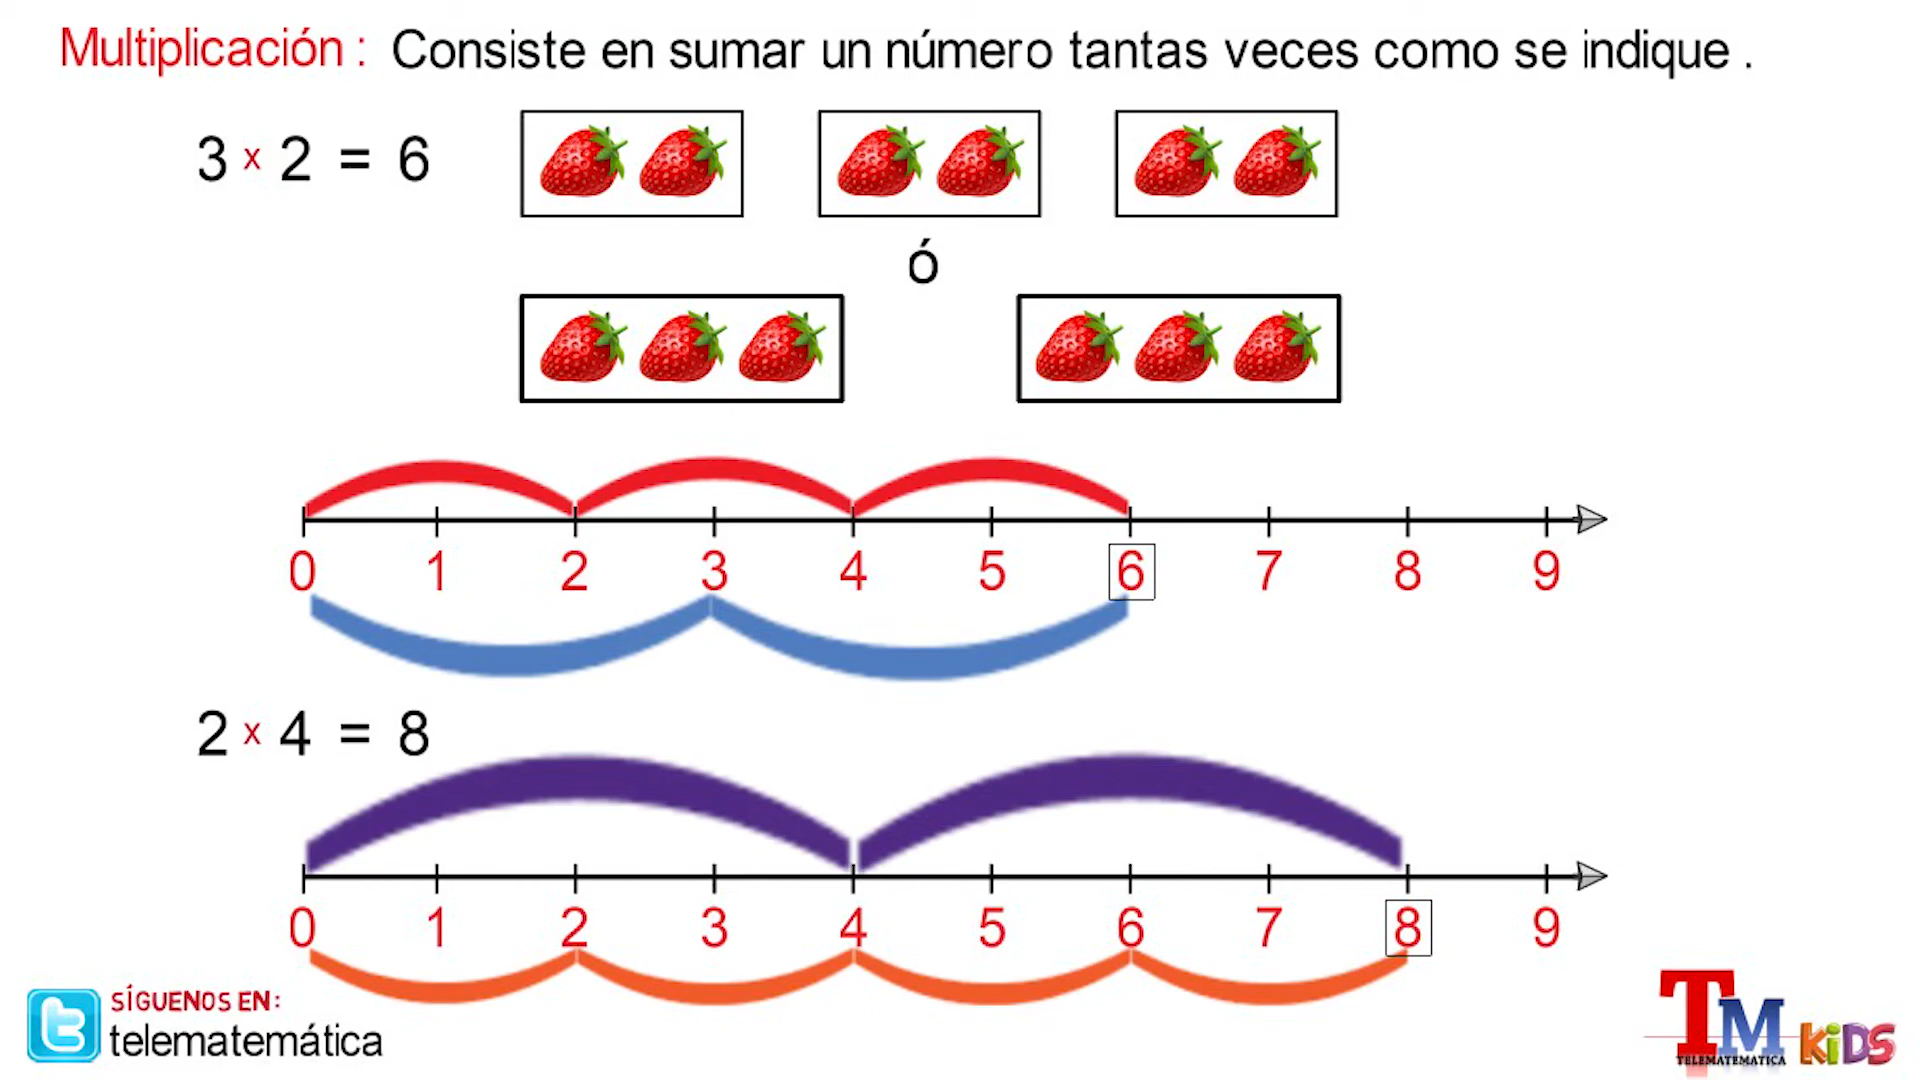 Multiplicación : Consiste en sumar un número tantas veces como se indique .
3 x 2 = 6
ó
0 1 2 3 4 5 6 7 8 9
2 x 4 = 8
0 1 2 3 4 5 6 7 8 9
SÍGUENOS EN:
telematemática
TM KiDS
TELEMATEMATICA